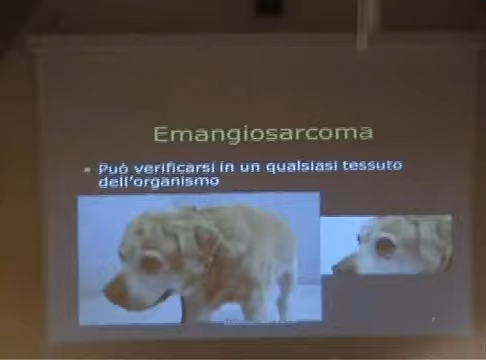 Emangiosarcoma
• Può verificarsi in un qualsiasi tessuto
dell'organismo